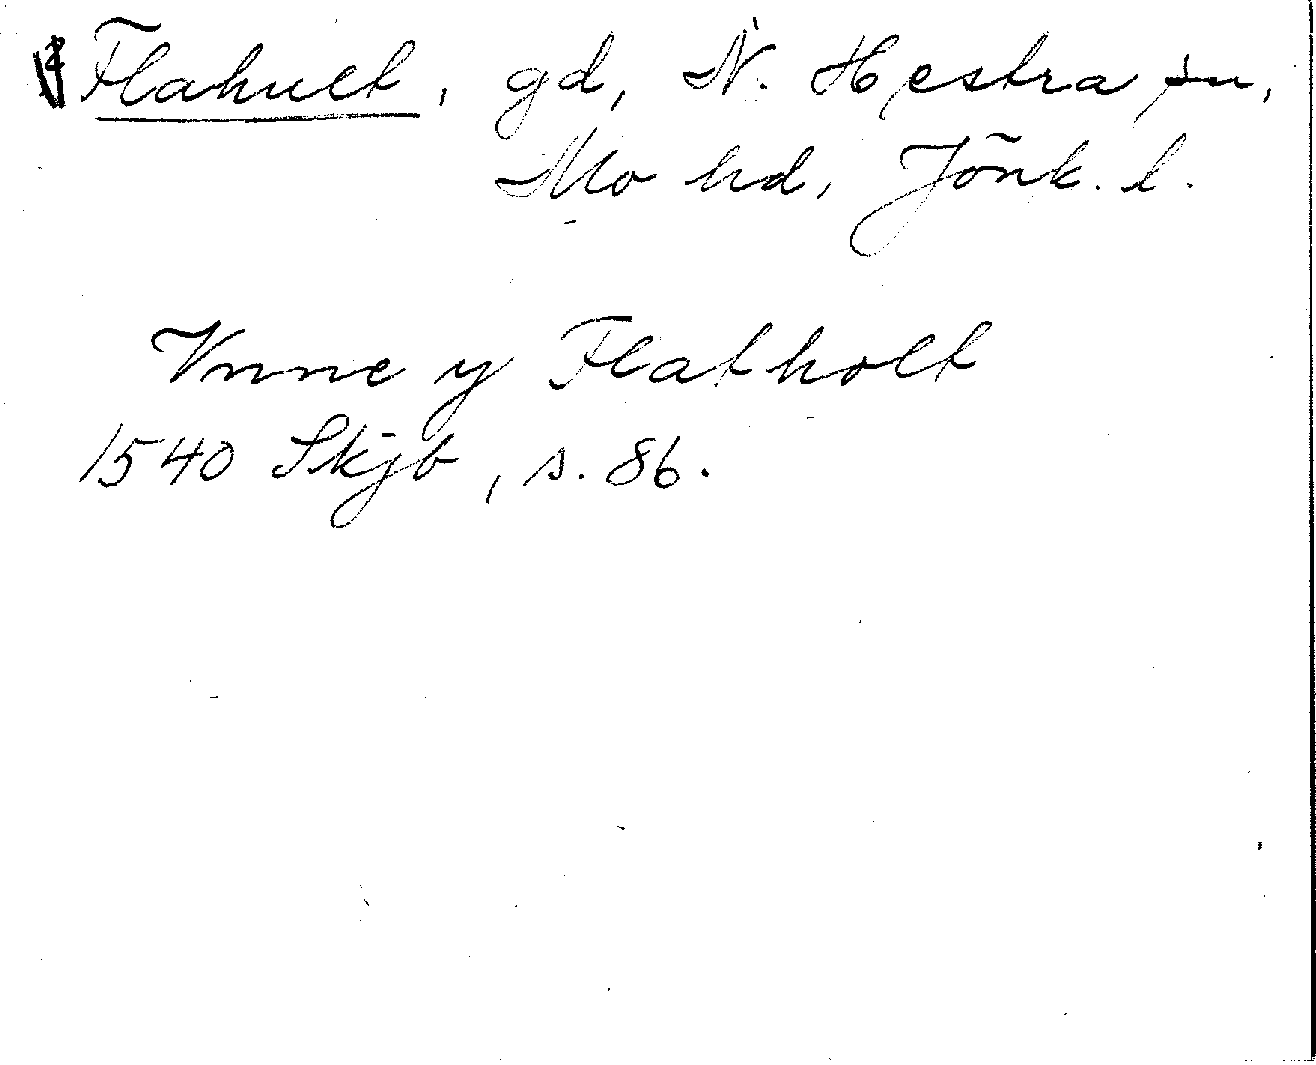 Flahult, gd, N. Hestra sn,
Mo hd, Jönk. l.
Vnne y Flatholt
1540 Skjb, s. 86.